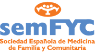 semFYC
Sociedad Española de Medicina
de Familia y Comunitaria